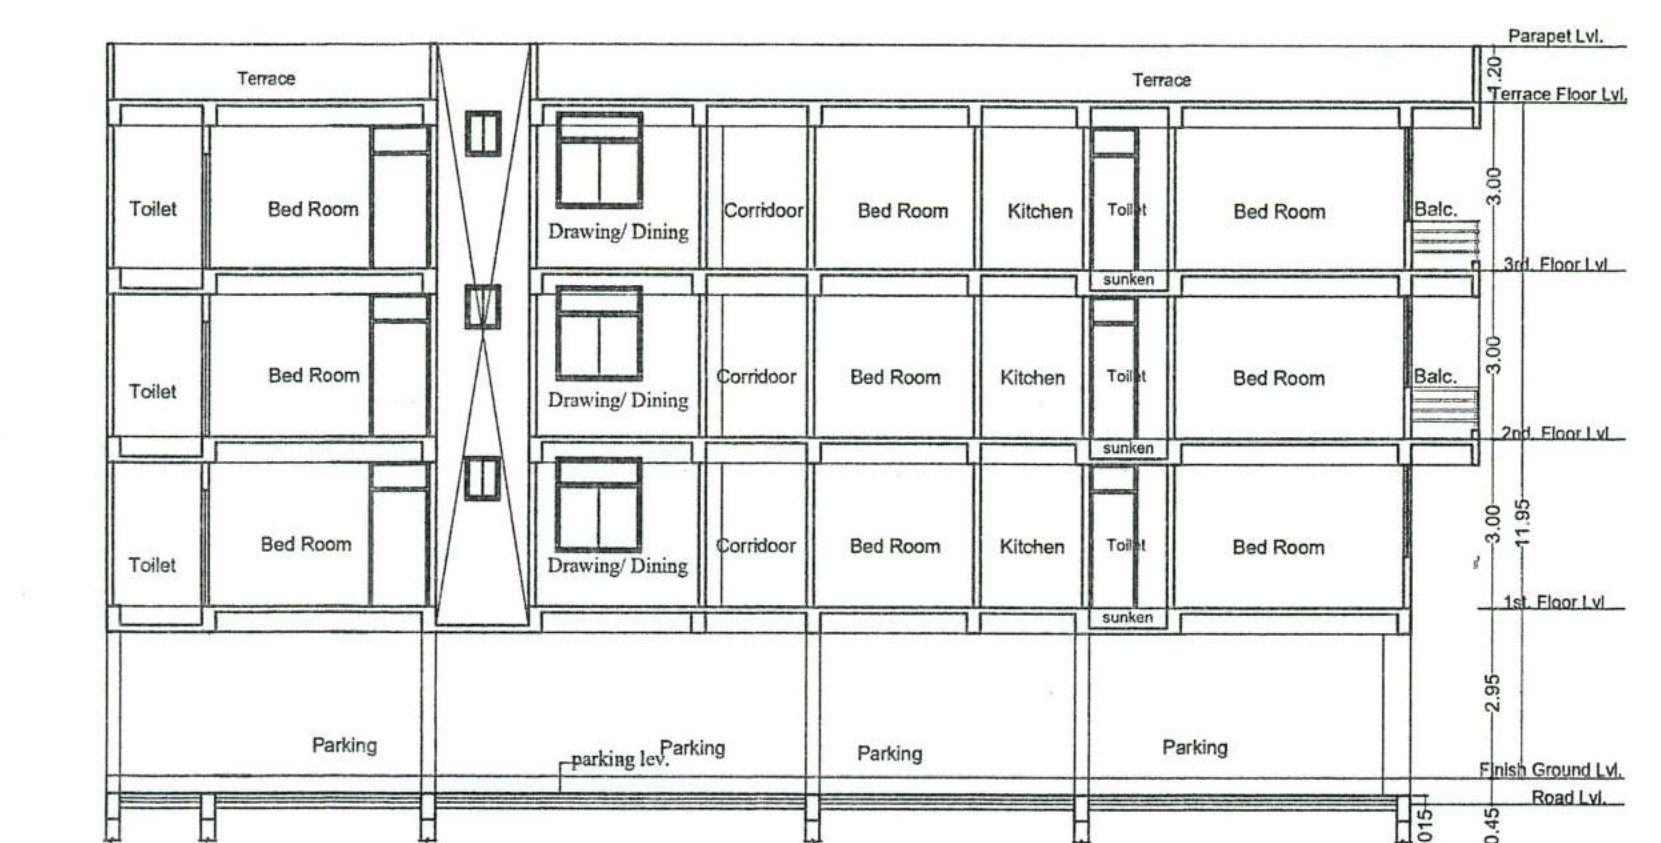 Parapet Lvl.
Terrace
Terrace
.20
Terrace Floor Lvl.
Toilet
Bed Room
Drawing/ Dining
Corridoor
Bed Room
Kitchen
Toilet
Bed Room
Balc.
3.00
3rd. Floor Lvl
sunken
Toilet
Bed Room
Drawing/ Dining
Corridoor
Bed Room
Kitchen
Toilet
Bed Room
Balc.
3.00
2nd. Floor Lvl
sunken
Toilet
Bed Room
Drawing/ Dining
Corridoor
Bed Room
Kitchen
Toilet
Bed Room
3.00
11.95
1st. Floor Lvl
sunken
2.95
Parking
parking lev.
Parking
Parking
Parking
Finish Ground Lvl.
Road Lvl.
015
0.45